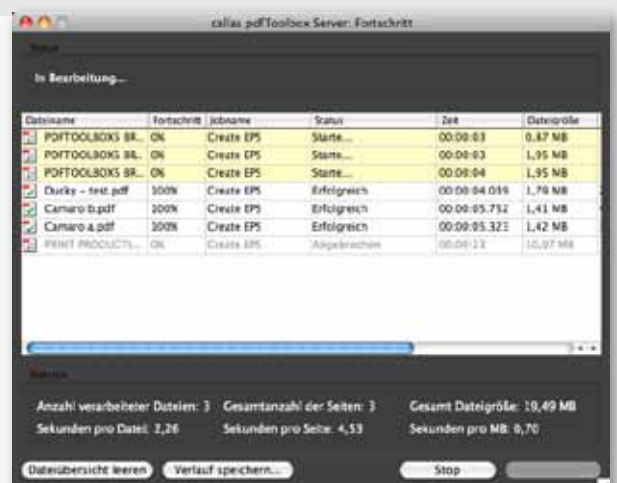 callas pdfToolbox Server: Fortschritt
In Bearbeitung...
Dateiname Fortschritt Jobname Status Zeit Dateigröße
PDFTOOLBOXS BR... 0% Create EPS Starte... 00:00:03 0,87 MB
PDFTOOLBOXS BR... 0% Create EPS Starte... 00:00:03 1,95 MB
PDFTOOLBOXS BR... 0% Create EPS Starte... 00:00:04 1,95 MB
Ducky – test.pdf 100% Create EPS Erfolgreich 00:00:04.039 1,79 MB
Camaro b.pdf 100% Create EPS Erfolgreich 00:00:05.752 1,41 MB
Camaro a.pdf 100% Create EPS Erfolgreich 00:00:05.323 1,42 MB
PRINT PRODUCTI... 0% Create EPS Abgebrochen 00:00:23 10,07 MB
Anzahl verarbeiteter Dateien: 3 Gesamtanzahl der Seiten: 3 Gesamt Dateigröße: 19,49 MB
Sekunden pro Datei: 2,26 Sekunden pro Seite: 4,53 Sekunden pro MB: 0,70
Dateiübersicht leeren Verlauf speichern... Stop